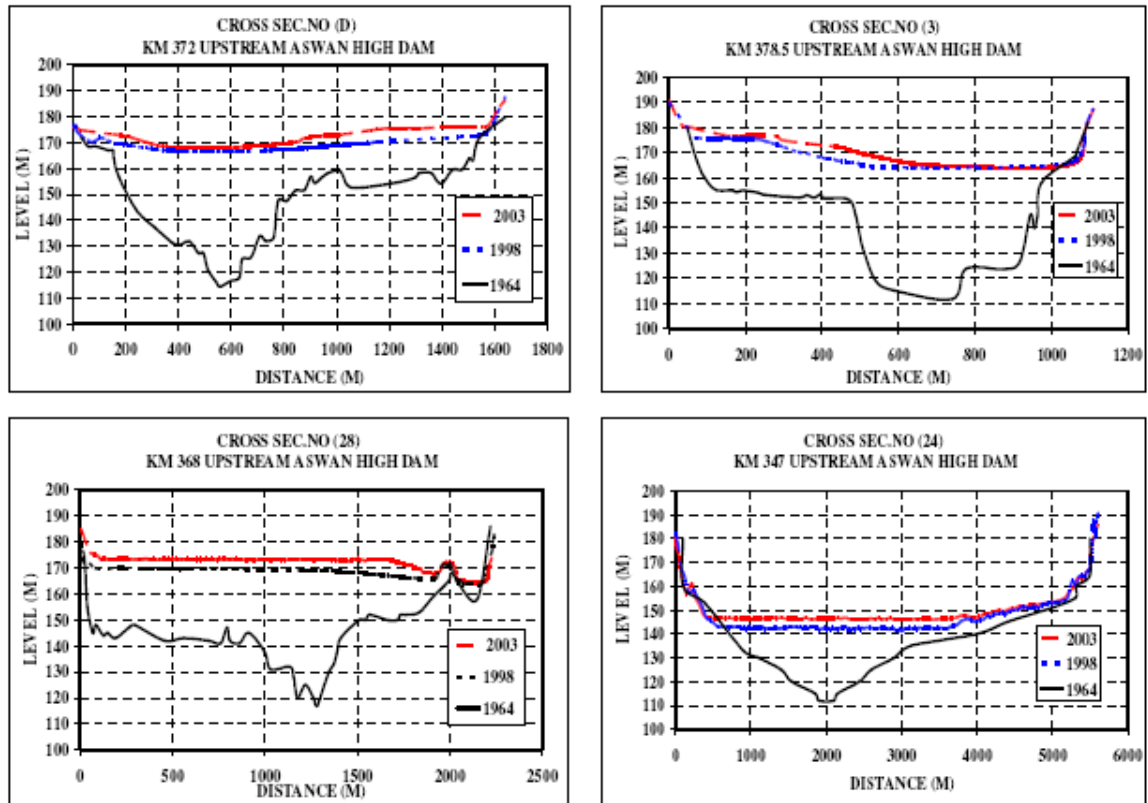 CROSS SEC.NO (D)
KM 372 UPSTREAM ASWAN HIGH DAM
LEVEL (M)
200
190
180
170
160
150
140
130
120
110
100
2003
1998
1964
0 200 400 600 800 1000 1200 1400 1600 1800
DISTANCE (M)
CROSS SEC.NO (3)
KM 378.5 UPSTREAM ASWAN HIGH DAM
LEVEL (M)
200
190
180
170
160
150
140
130
120
110
100
2003
1998
1964
0 200 400 600 800 1000 1200
DISTANCE (M)
CROSS SEC.NO (28)
KM 368 UPSTREAM ASWAN HIGH DAM
LEVEL (M)
200
190
180
170
160
150
140
130
120
110
100
2003
1998
1964
0 500 1000 1500 2000 2500
DISTANCE (M)
CROSS SEC.NO (24)
KM 347 UPSTREAM ASWAN HIGH DAM
LEVEL (M)
200
190
180
170
160
150
140
130
120
110
100
2003
1998
1964
0 1000 2000 3000 4000 5000 6000
DISTANCE (M)